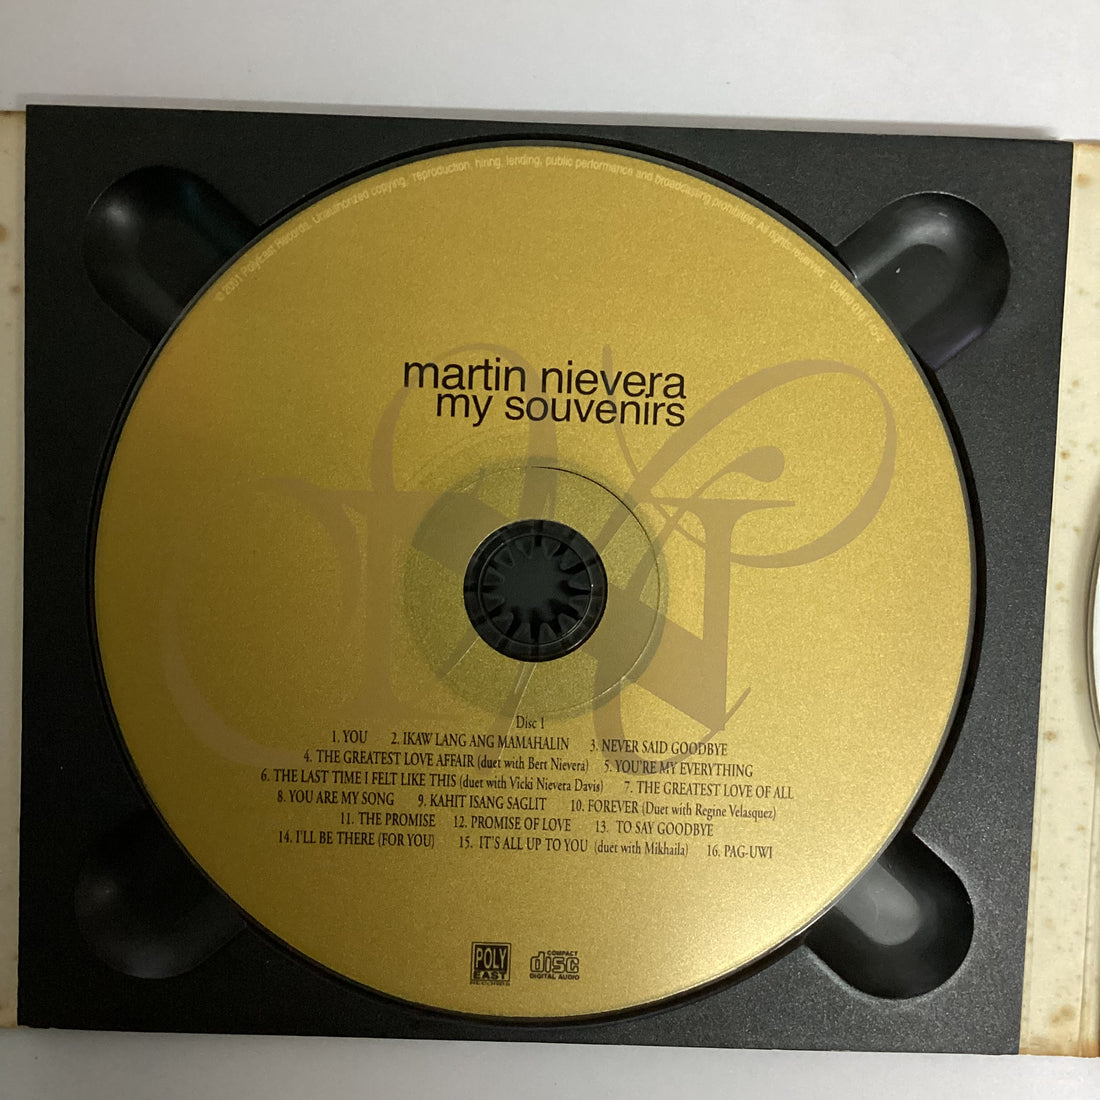 © 2001 PolyEast Records. Unauthorized copying, reproduction, hiring, lending, public performance and broadcasting prohibited. All rights reserved.
martin nievera
my souvenirs
Disc 1
1. YOU 2. IKAW LANG ANG MAMAHALIN 3. NEVER SAID GOODBYE
4. THE GREATEST LOVE AFFAIR (duet with Bert Nievera) 5. YOU'RE MY EVERYTHING
6. THE LAST TIME I FELT LIKE THIS (duet with Vicki Nievera Davis) 7. THE GREATEST LOVE OF ALL
8. YOU ARE MY SONG 9. KAHIT ISANG SAGLIT 10. FOREVER (Duet with Regine Velasquez)
11. THE PROMISE 12. PROMISE OF LOVE 13. TO SAY GOODBYE
14. I'LL BE THERE (FOR YOU) 15. IT'S ALL UP TO YOU (duet with Mikhaila) 16. PAG-UWI
POLY
EAST
RECORDS
COMPACT
disc
DIGITAL AUDIO